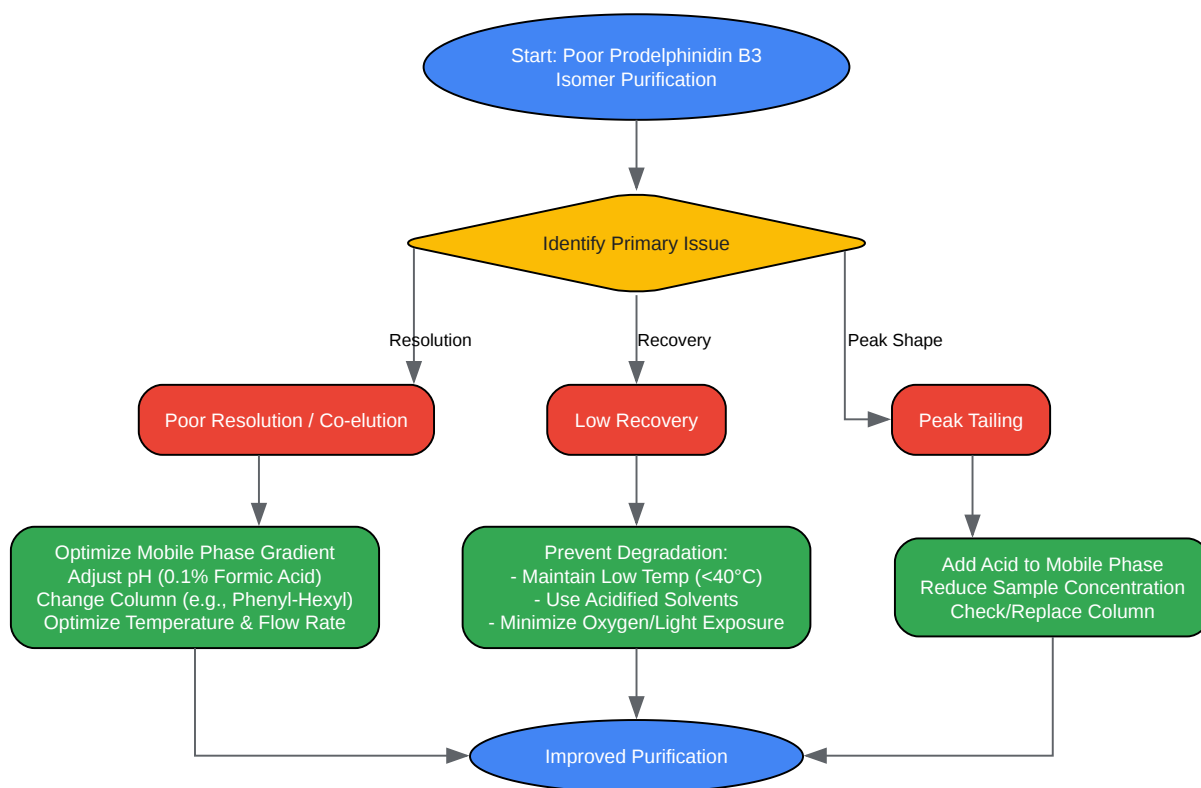 Start: Poor Prodelphinidin B3
Isomer Purification
Identify Primary Issue
Resolution
Recovery
Peak Shape
Poor Resolution / Co-elution
Low Recovery
Peak Tailing
Optimize Mobile Phase Gradient
Adjust pH (0.1% Formic Acid)
Change Column (e.g., Phenyl-Hexyl)
Optimize Temperature & Flow Rate
Prevent Degradation:
- Maintain Low Temp (<40°C)
- Use Acidified Solvents
- Minimize Oxygen/Light Exposure
Add Acid to Mobile Phase
Reduce Sample Concentration
Check/Replace Column
Improved Purification